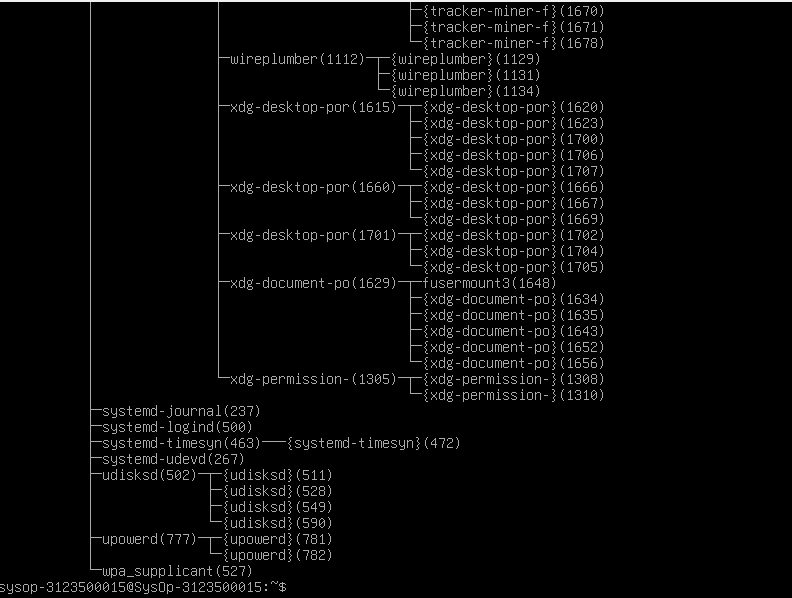 {tracker-miner-f}(1670)
{tracker-miner-f}(1671)
{tracker-miner-f}(1678)
wireplumber(1112) {wireplumber}(1129)
{wireplumber}(1131)
{wireplumber}(1134)
xdg-desktop-por(1615) {xdg-desktop-por}(1620)
{xdg-desktop-por}(1623)
{xdg-desktop-por}(1700)
{xdg-desktop-por}(1706)
{xdg-desktop-por}(1707)
xdg-desktop-por(1660) {xdg-desktop-por}(1666)
{xdg-desktop-por}(1667)
{xdg-desktop-por}(1669)
xdg-desktop-por(1701) {xdg-desktop-por}(1702)
{xdg-desktop-por}(1704)
{xdg-desktop-por}(1705)
xdg-document-po(1629) fusermount3(1648)
{xdg-document-po}(1634)
{xdg-document-po}(1635)
{xdg-document-po}(1643)
{xdg-document-po}(1652)
{xdg-document-po}(1656)
xdg-permission-(1305) {xdg-permission-}(1308)
{xdg-permission-}(1310)
systemd-journal(237)
systemd-logind(500)
systemd-timesyn(463) {systemd-timesyn}(472)
systemd-udevd(267)
udisksd(502) {udisksd}(511)
{udisksd}(528)
{udisksd}(549)
{udisksd}(590)
upowerd(777) {upowerd}(781)
{upowerd}(782)
wpa_supplicant(527)
sysop-3123500015@SysOp-3123500015:~$